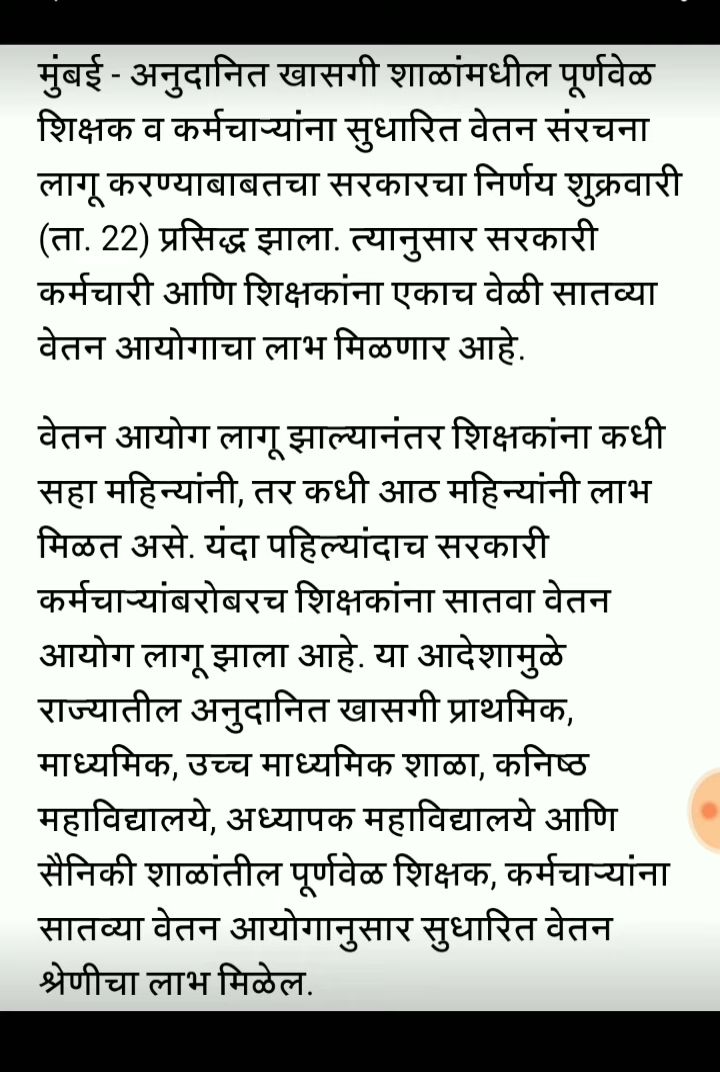 मुंबई - अनुदानित खासगी शाळांमधील पूर्णवेळ
शिक्षक व कर्मचाऱ्यांना सुधारित वेतन संरचना
लागू करण्याबाबतचा सरकारचा निर्णय शुक्रवारी
(ता. 22) प्रसिद्ध झाला. त्यानुसार सरकारी
कर्मचारी आणि शिक्षकांना एकाच वेळी सातव्या
वेतन आयोगाचा लाभ मिळणार आहे.
वेतन आयोग लागू झाल्यानंतर शिक्षकांना कधी
सहा महिन्यांनी, तर कधी आठ महिन्यांनी लाभ
मिळत असे. यंदा पहिल्यांदाच सरकारी
कर्मचाऱ्यांबरोबरच शिक्षकांना सातवा वेतन
आयोग लागू झाला आहे. या आदेशामुळे
राज्यातील अनुदानित खासगी प्राथमिक,
माध्यमिक, उच्च माध्यमिक शाळा, कनिष्ठ
महाविद्यालये, अध्यापक महाविद्यालये आणि
सैनिकी शाळांतील पूर्णवेळ शिक्षक, कर्मचाऱ्यांना
सातव्या वेतन आयोगानुसार सुधारित वेतन
श्रेणीचा लाभ मिळेल.